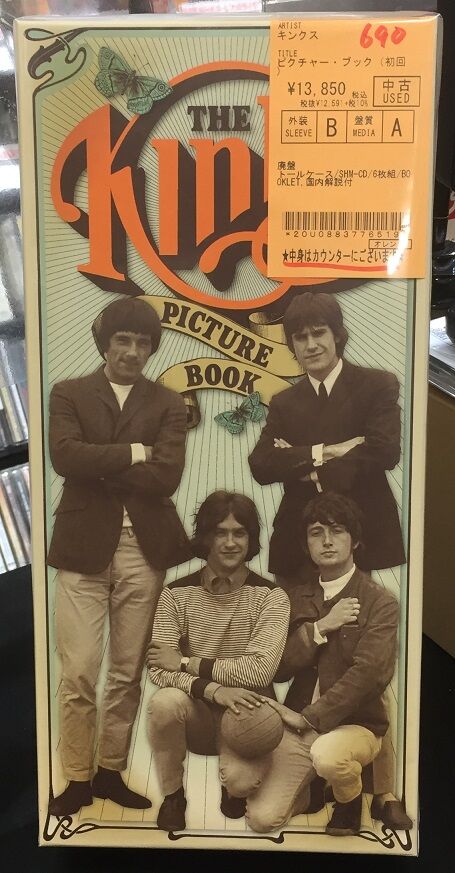 ARTIST
キンクス
690
TITLE
ピクチャー・ブック (初回
)
¥13,850 税込
税抜¥12,591+税10%
中古
USED
外装
SLEEVE
B
盤質
MEDIA
A
廃盤
トールケース/SHM-CD/6枚組/BO
OKLET、国内解説付
*20U0883776519
オレンジ
★中身はカウンターにございます★
THE
KIN
PICTURE
BOOK